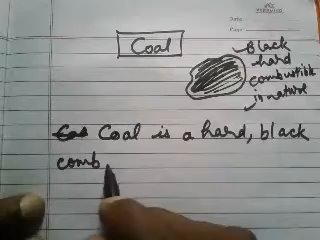 Coal
Black
hard
combustible
in nature
Coal is a hard, black
comb